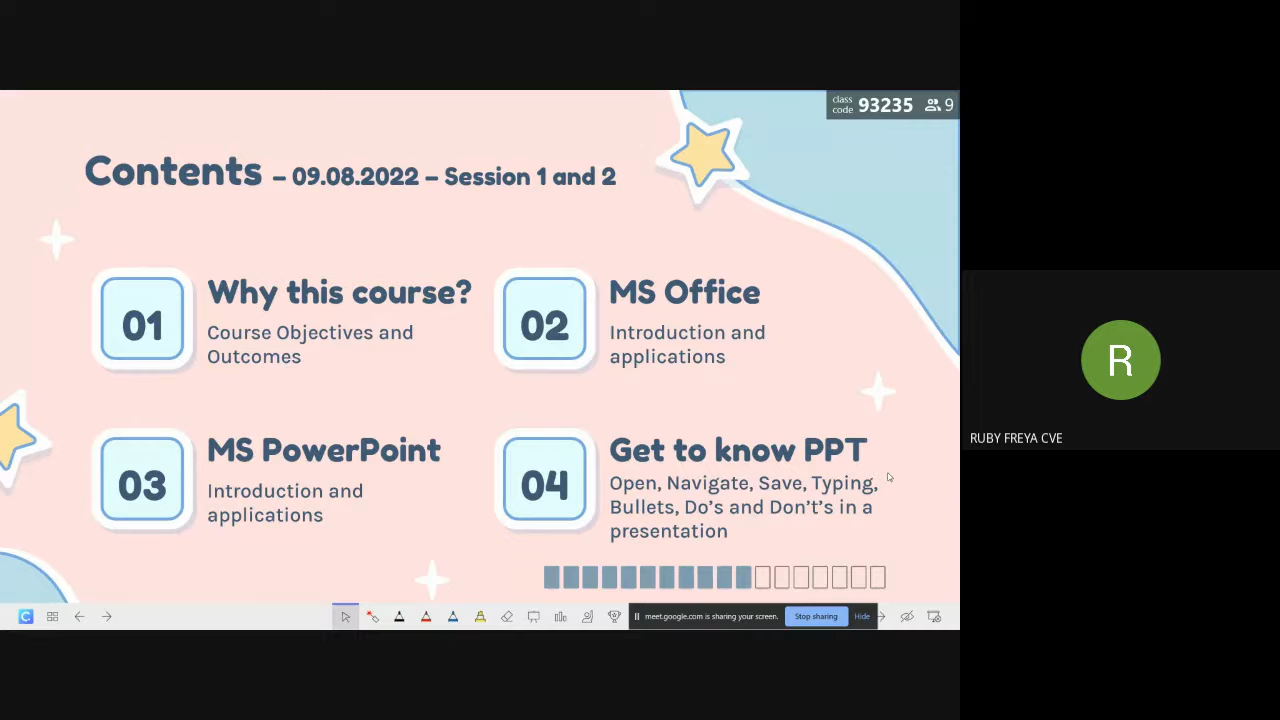 class code 93235 9
Contents – 09.08.2022 – Session 1 and 2
01
Why this course?
Course Objectives and
Outcomes
02
MS Office
Introduction and
applications
03
MS PowerPoint
Introduction and
applications
04
Get to know PPT
Open, Navigate, Save, Typing,
Bullets, Do's and Don't's in a
presentation
meet.google.com is sharing your screen. Stop sharing Hide
R
RUBY FREYA CVE